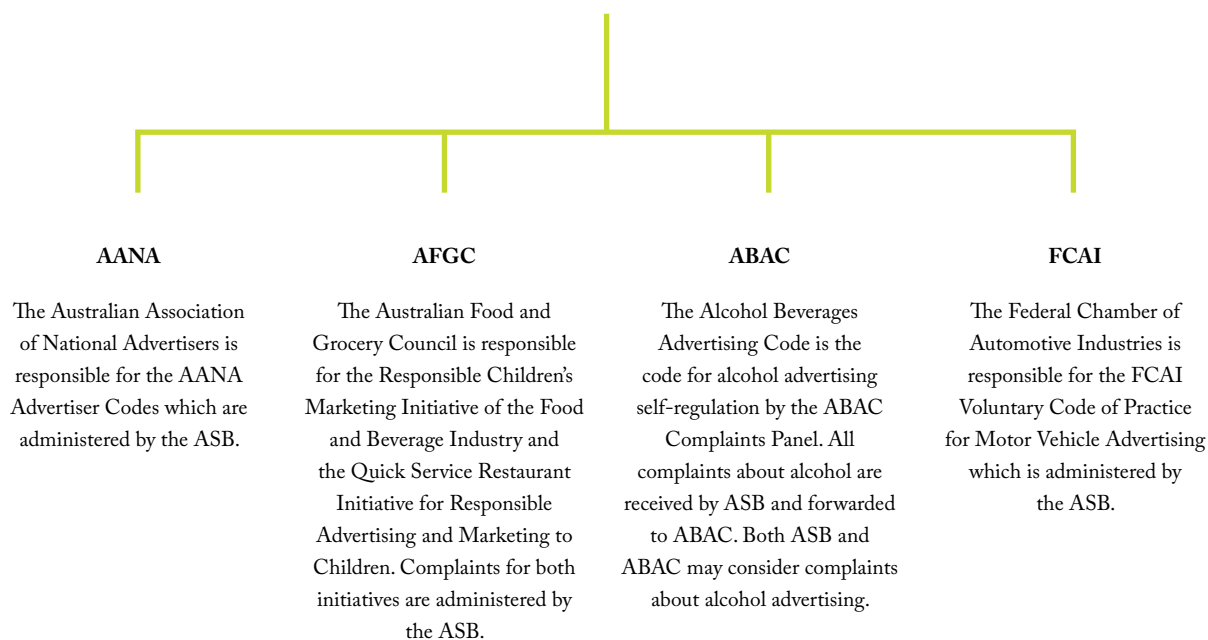 AANA
The Australian Association
of National Advertisers is
responsible for the AANA
Advertiser Codes which are
administered by the ASB.
AFGC
The Australian Food and
Grocery Council is responsible
for the Responsible Children’s
Marketing Initiative of the Food
and Beverage Industry and
the Quick Service Restaurant
Initiative for Responsible
Advertising and Marketing to
Children. Complaints for both
initiatives are administered by
the ASB.
ABAC
The Alcohol Beverages
Advertising Code is the
code for alcohol advertising
self-regulation by the ABAC
Complaints Panel. All
complaints about alcohol are
received by ASB and forwarded
to ABAC. Both ASB and
ABAC may consider complaints
about alcohol advertising.
FCAI
The Federal Chamber of
Automotive Industries is
responsible for the FCAI
Voluntary Code of Practice
for Motor Vehicle Advertising
which is administered by
the ASB.